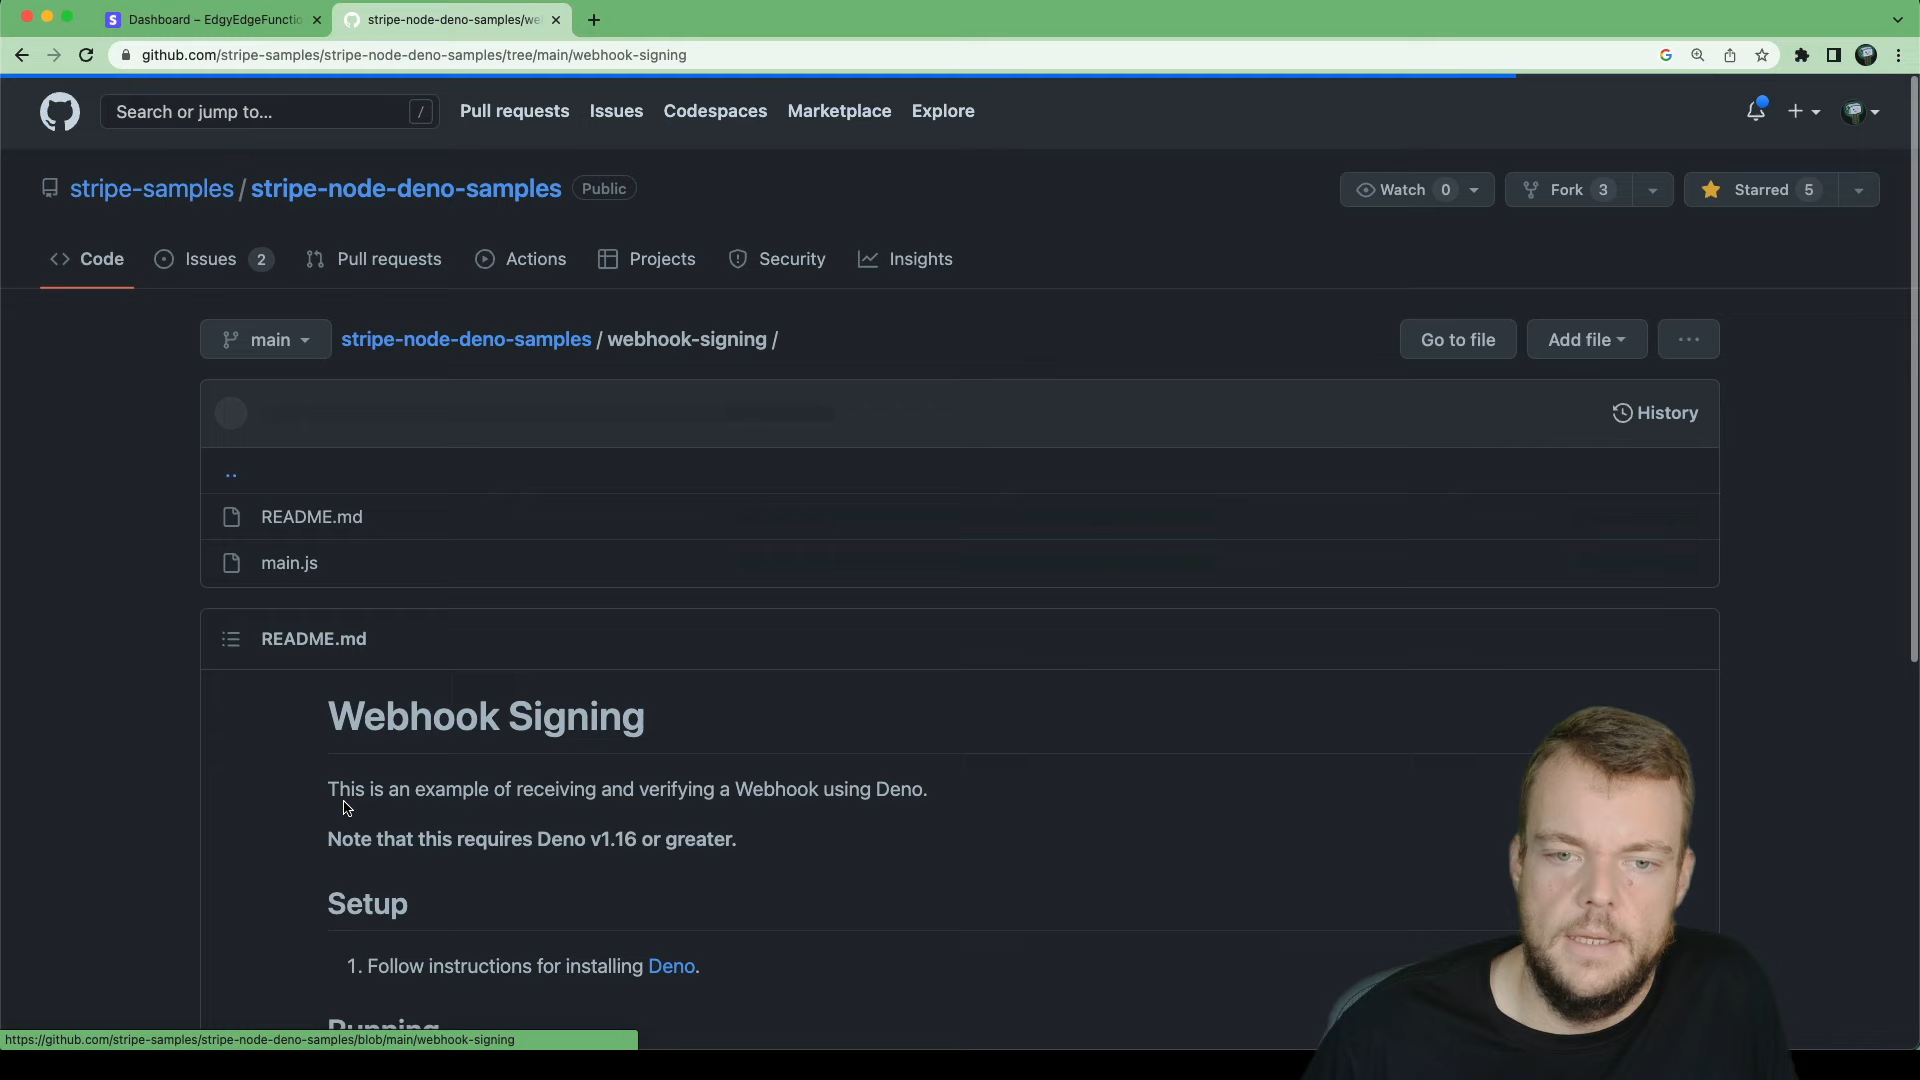 Dashboard – EdgyEdgeFunctio
stripe-node-deno-samples/we
github.com/stripe-samples/stripe-node-deno-samples/tree/main/webhook-signing
Search or jump to...
/
Pull requests
Issues
Codespaces
Marketplace
Explore
stripe-samples / stripe-node-deno-samples
Public
Watch 0
Fork 3
Starred 5
Code
Issues 2
Pull requests
Actions
Projects
Security
Insights
main
stripe-node-deno-samples / webhook-signing /
Go to file
Add file
History
..
README.md
main.js
README.md
Webhook Signing
This is an example of receiving and verifying a Webhook using Deno.
Note that this requires Deno v1.16 or greater.
Setup
1. Follow instructions for installing Deno.
Running
https://github.com/stripe-samples/stripe-node-deno-samples/blob/main/webhook-signing